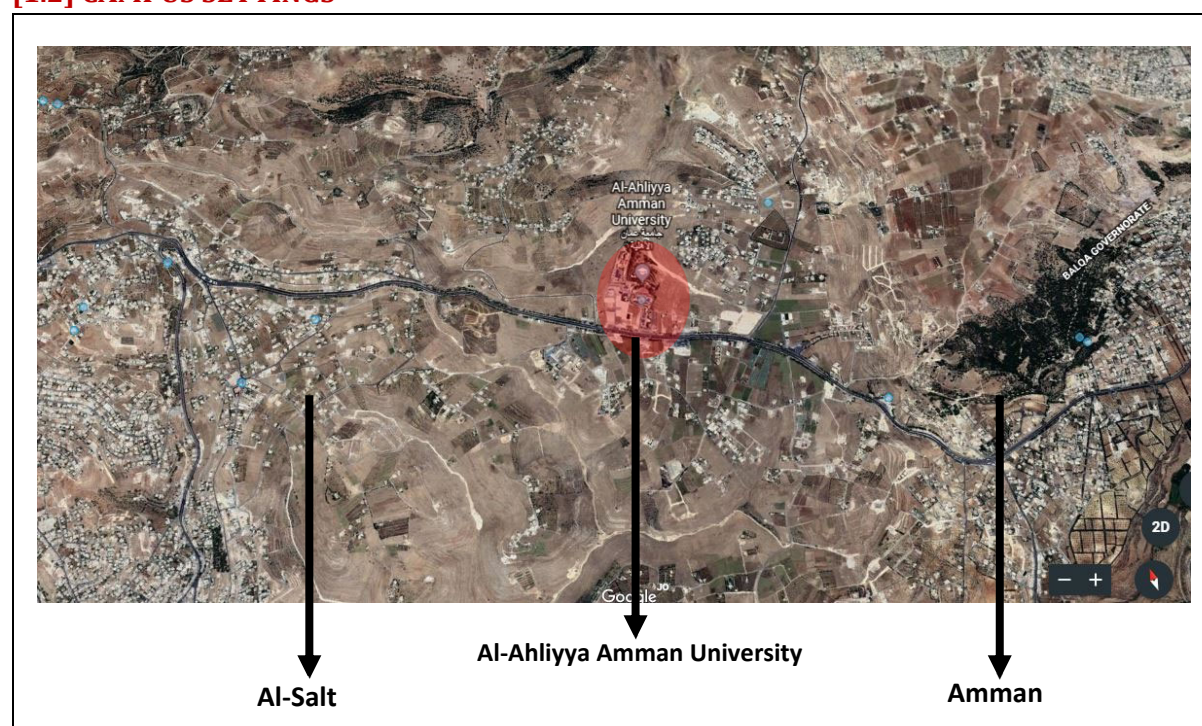 [1.2] CAMPUS SETTINGS
Al-Ahliyya
Amman
University
BALQA GOVERNORATE
2D
− +
JO
Google
Al-Ahliyya Amman University
Al-Salt
Amman